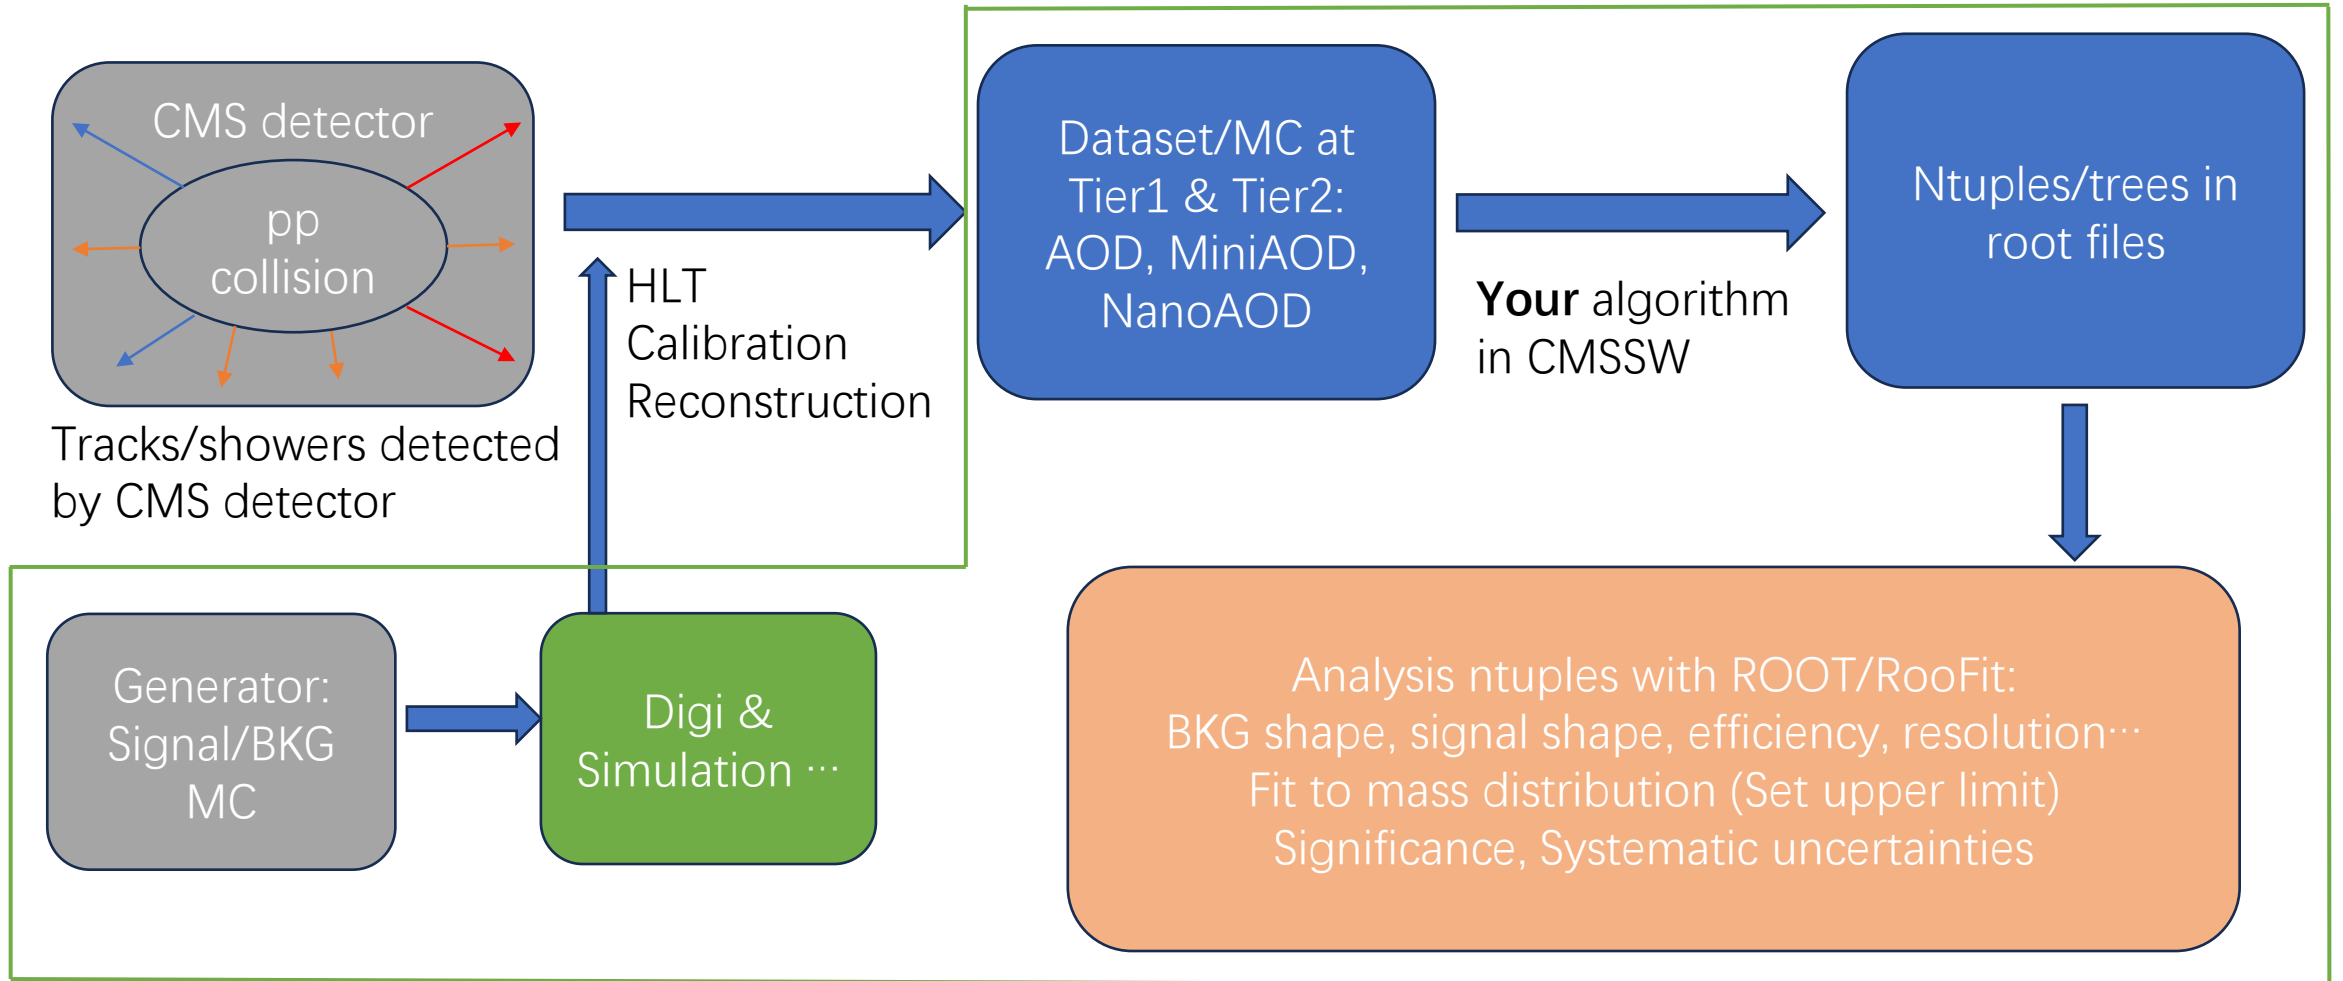 CMS detector
pp
collision
Tracks/showers detected
by CMS detector
HLT
Calibration
Reconstruction
Dataset/MC at
Tier1 & Tier2:
AOD, MiniAOD,
NanoAOD
Your algorithm
in CMSSW
Ntuples/trees in
root files
Generator:
Signal/BKG
MC
Digi &
Simulation ···
Analysis ntuples with ROOT/RooFit:
BKG shape, signal shape, efficiency, resolution···
Fit to mass distribution (Set upper limit)
Significance, Systematic uncertainties